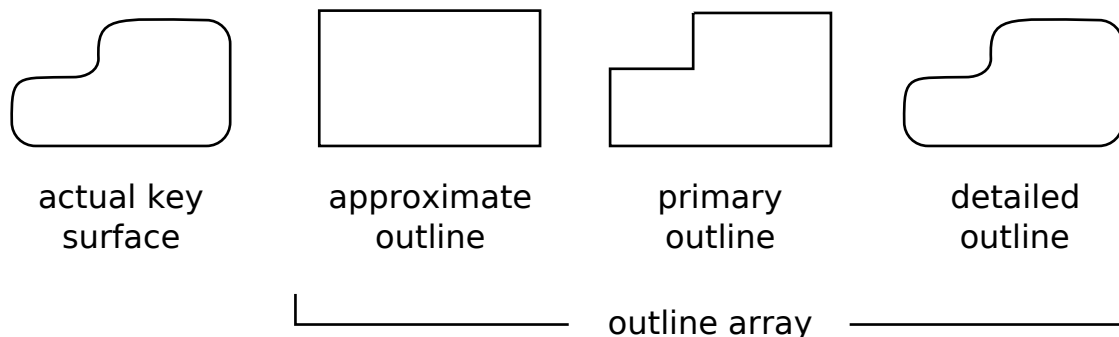 actual key
surface
approximate
outline
primary
outline
detailed
outline
outline array